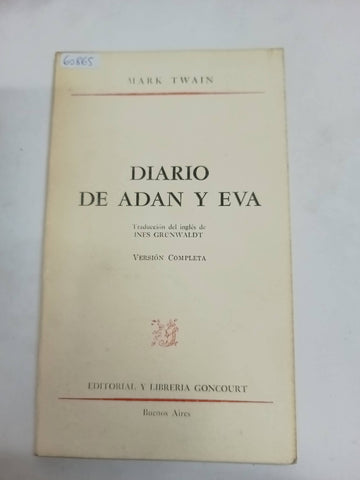 60865
MARK TWAIN
DIARIO
DE ADAN Y EVA
Traducción del inglés de
INES GRUNWALDT
VERSIÓN COMPLETA
EDITORIAL Y LIBRERIA GONCOURT
Buenos Aires